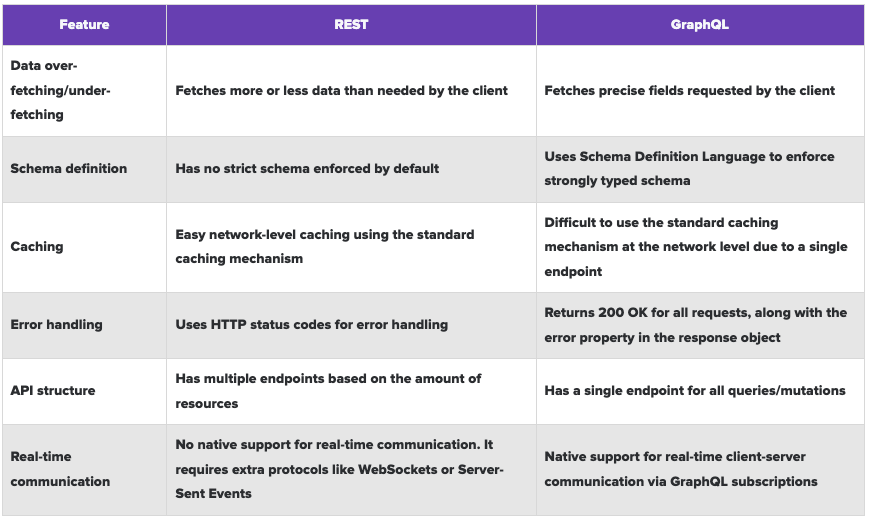 Feature
REST
GraphQL
Data over-
fetching/under-
fetching
Fetches more or less data than needed by the client
Fetches precise fields requested by the client
Schema definition
Has no strict schema enforced by default
Uses Schema Definition Language to enforce
strongly typed schema
Caching
Easy network-level caching using the standard
caching mechanism
Difficult to use the standard caching
mechanism at the network level due to a single
endpoint
Error handling
Uses HTTP status codes for error handling
Returns 200 OK for all requests, along with the
error property in the response object
API structure
Has multiple endpoints based on the amount of
resources
Has a single endpoint for all queries/mutations
Real-time
communication
No native support for real-time communication. It
requires extra protocols like WebSockets or Server-
Sent Events
Native support for real-time client-server
communication via GraphQL subscriptions